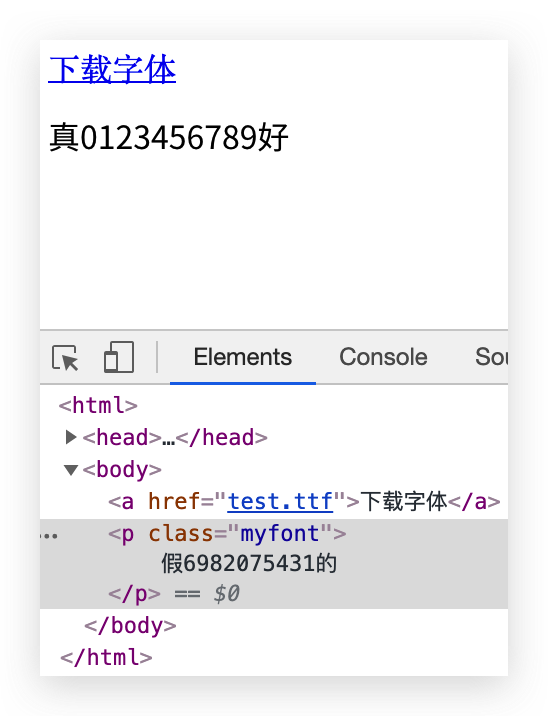 下载字体
真0123456789好
Elements Console Sou
<html>
<head>…</head>
<body>
<a href="test.ttf">下载字体</a>
<p class="myfont">
假6982075431的
</p> == $0
</body>
</html>